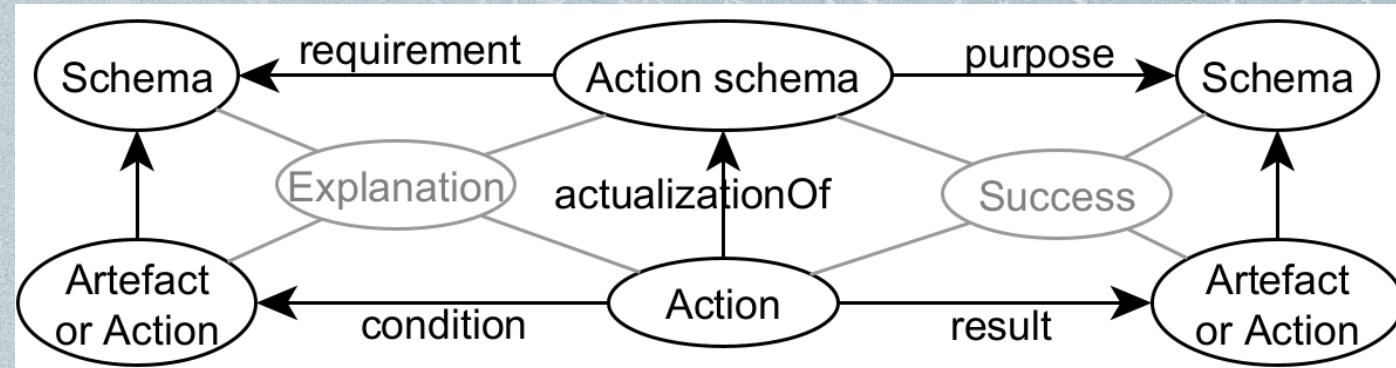 requirement
purpose
Schema
Action schema
Schema
Explanation
actualizationOf
Success
Artefact
or Action
Action
Artefact
or Action
condition
result